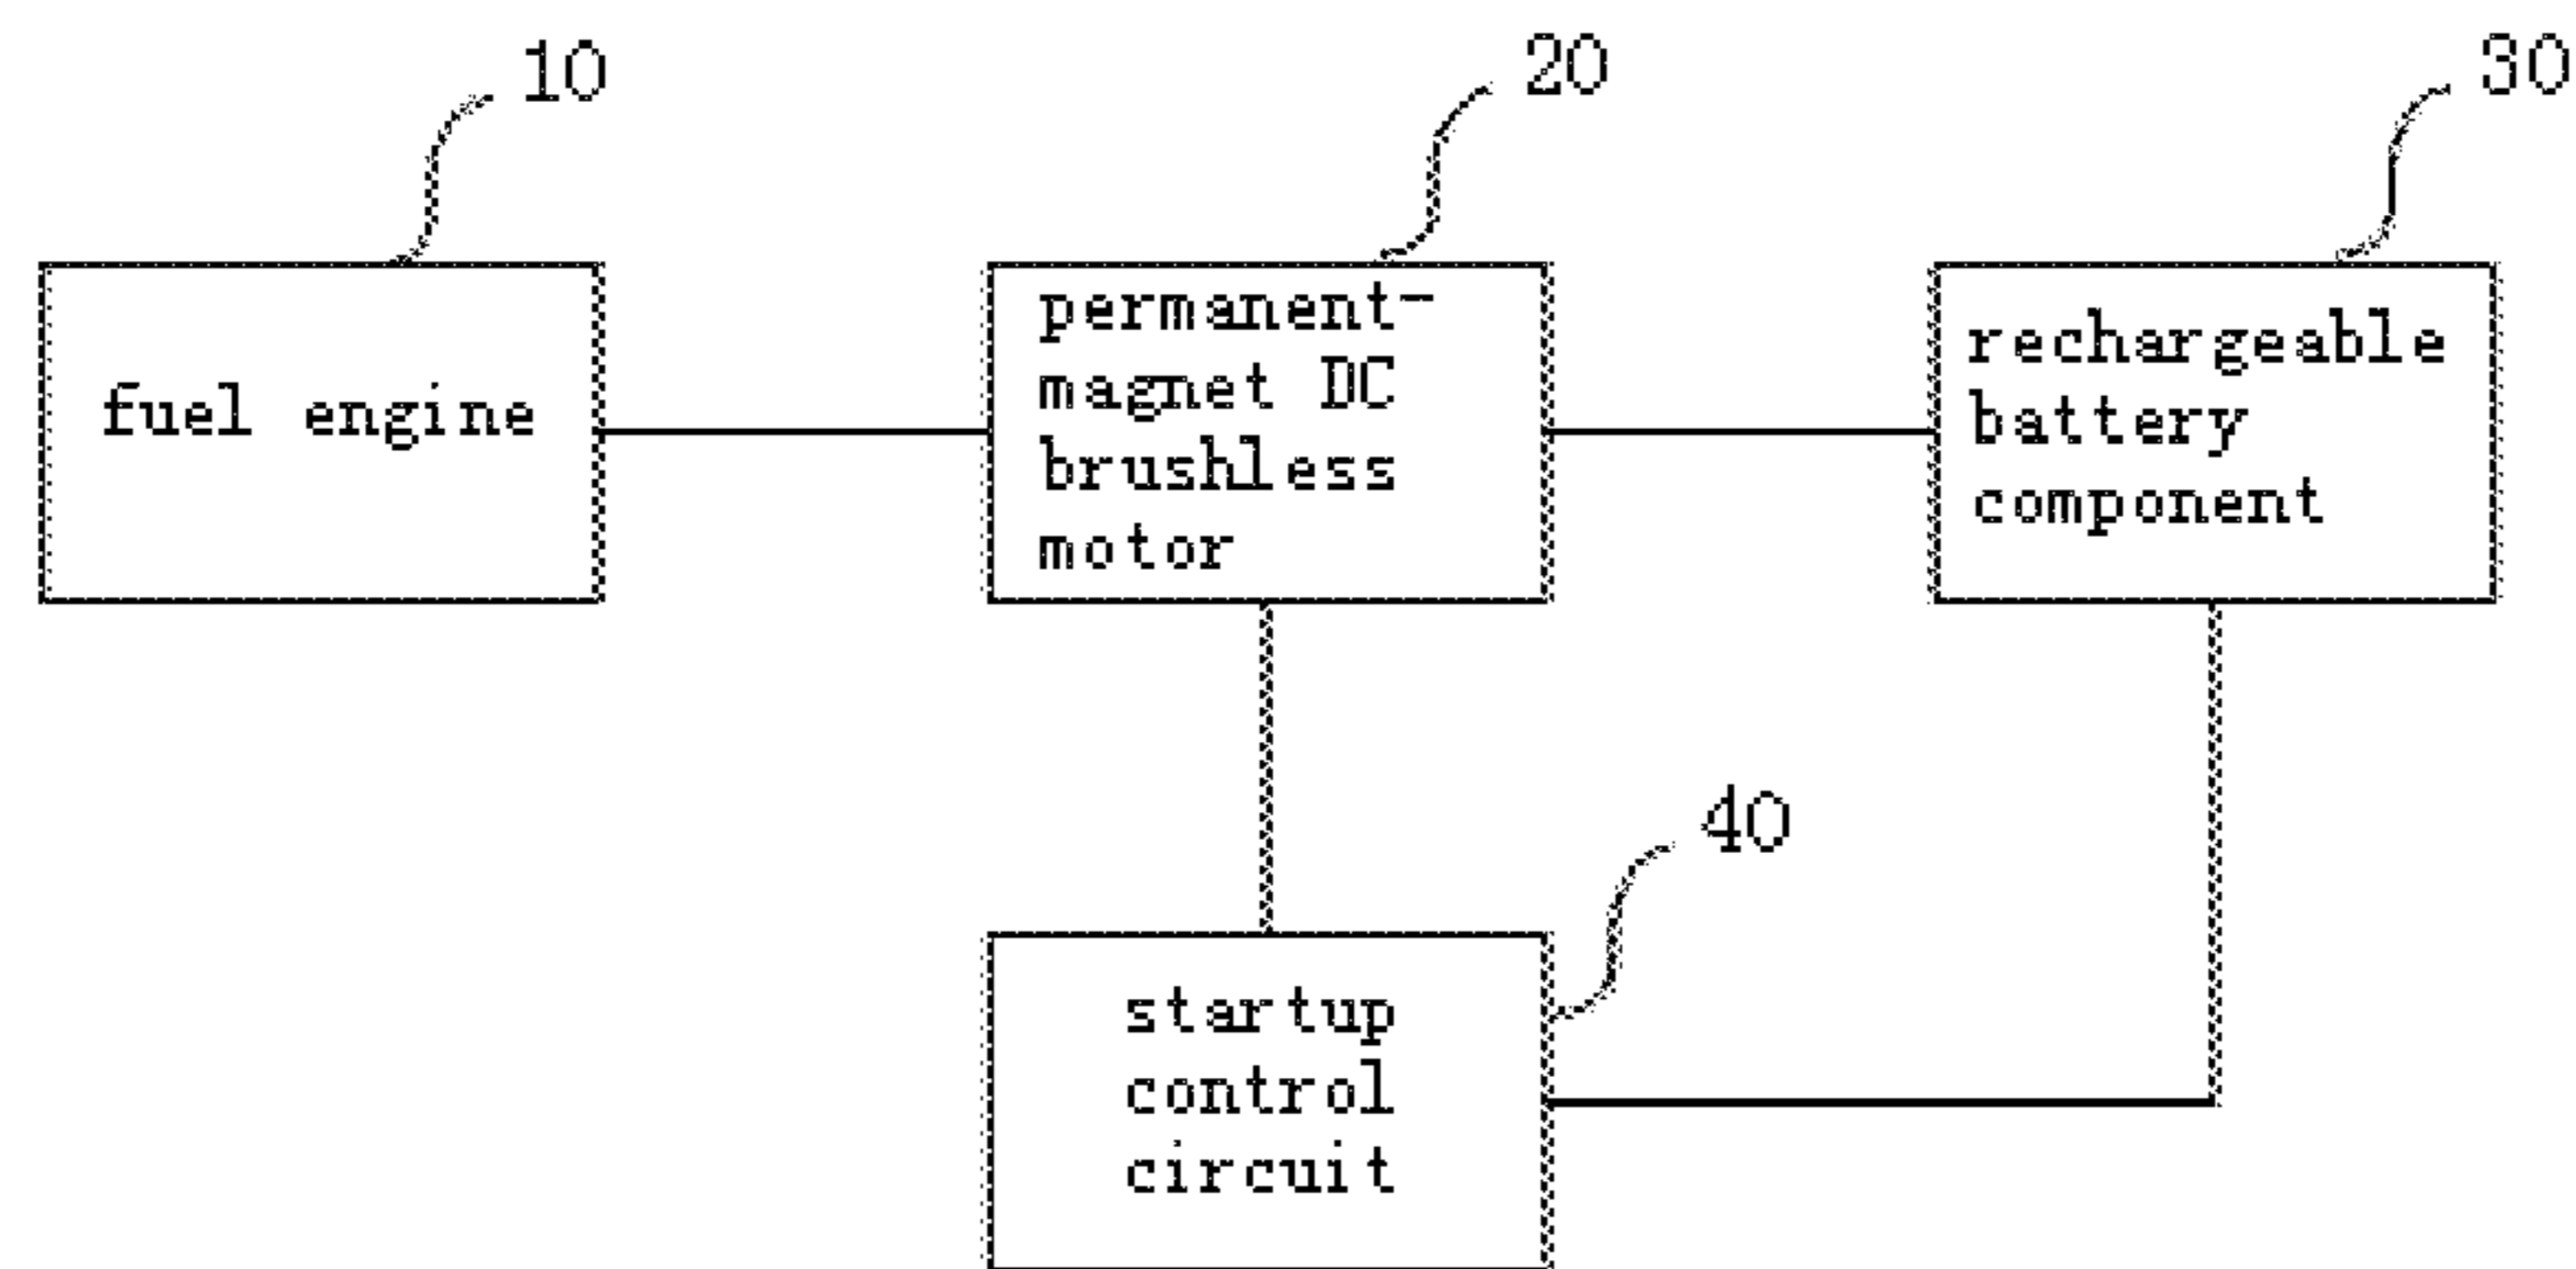 10
20
30
fuel engine
permanent-
magnet DC
brushless
motor
rechargeable
battery
component
40
startup
control
circuit